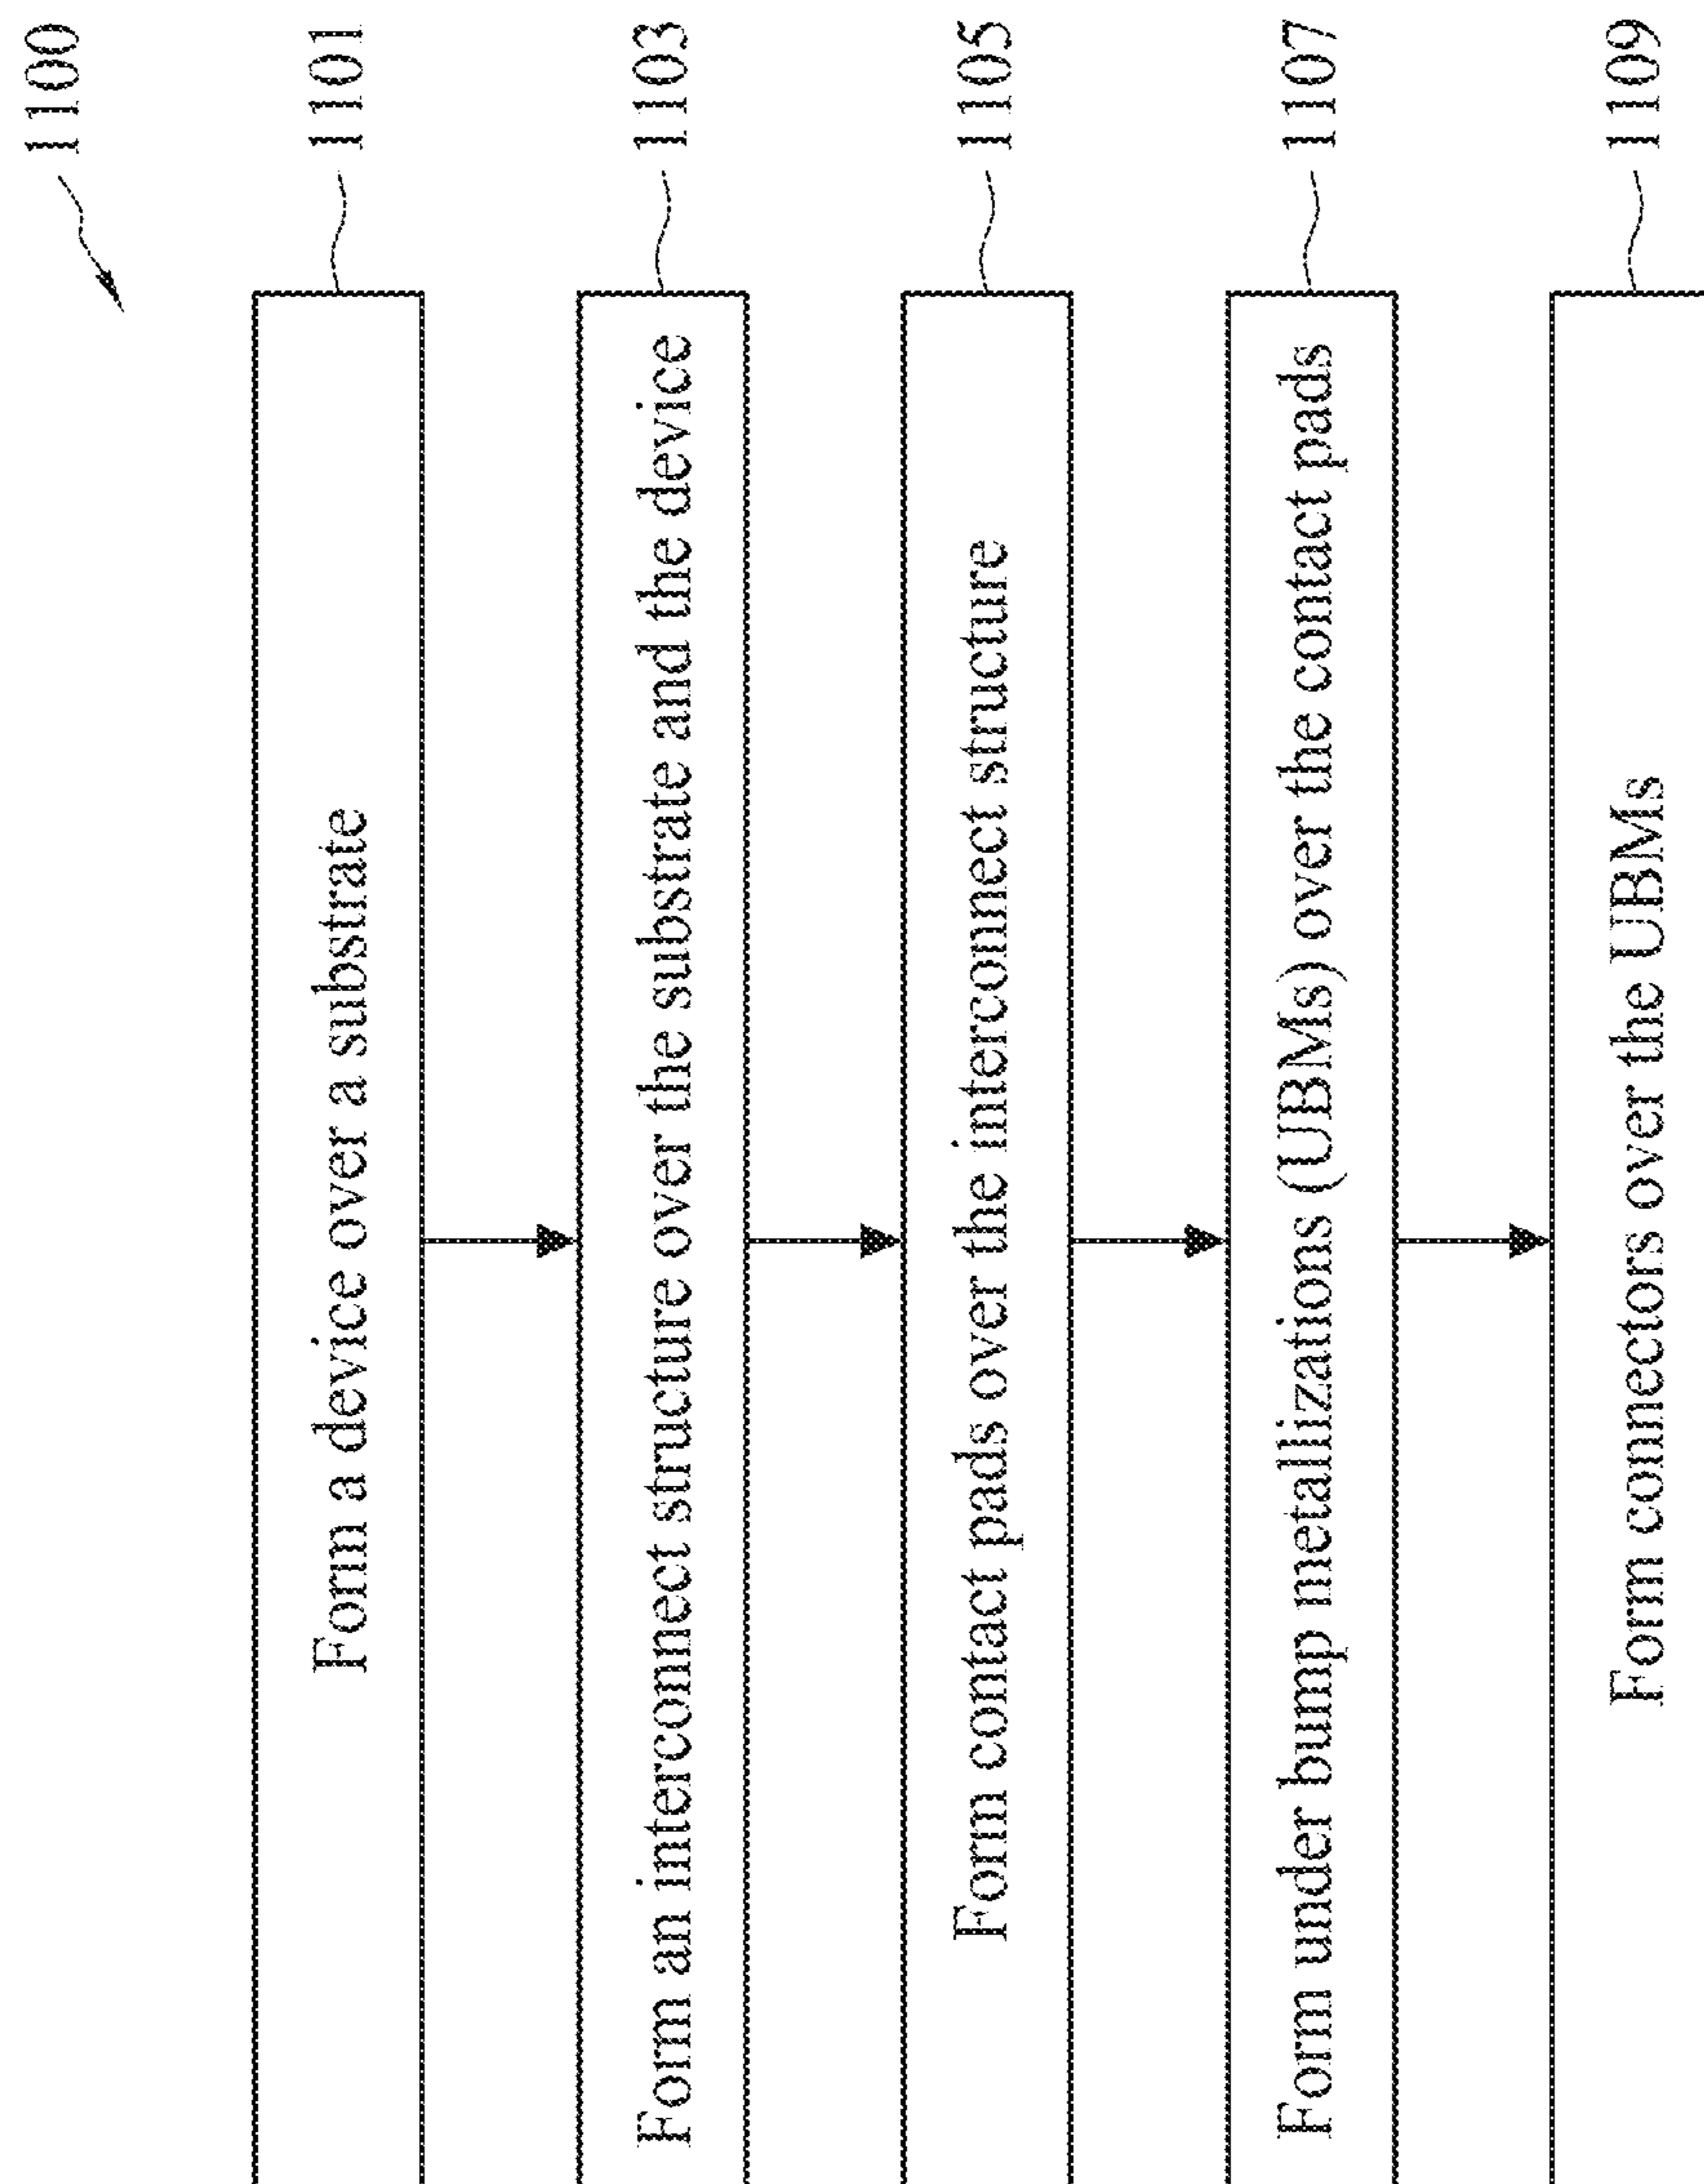 1100
Form a device over a substrate
1101
Form an interconnect structure over the substrate and the device
1103
Form contact pads over the interconnect structure
1105
Form under bump metallizations (UBMs) over the contact pads
1107
Form connectors over the UBMs
1109